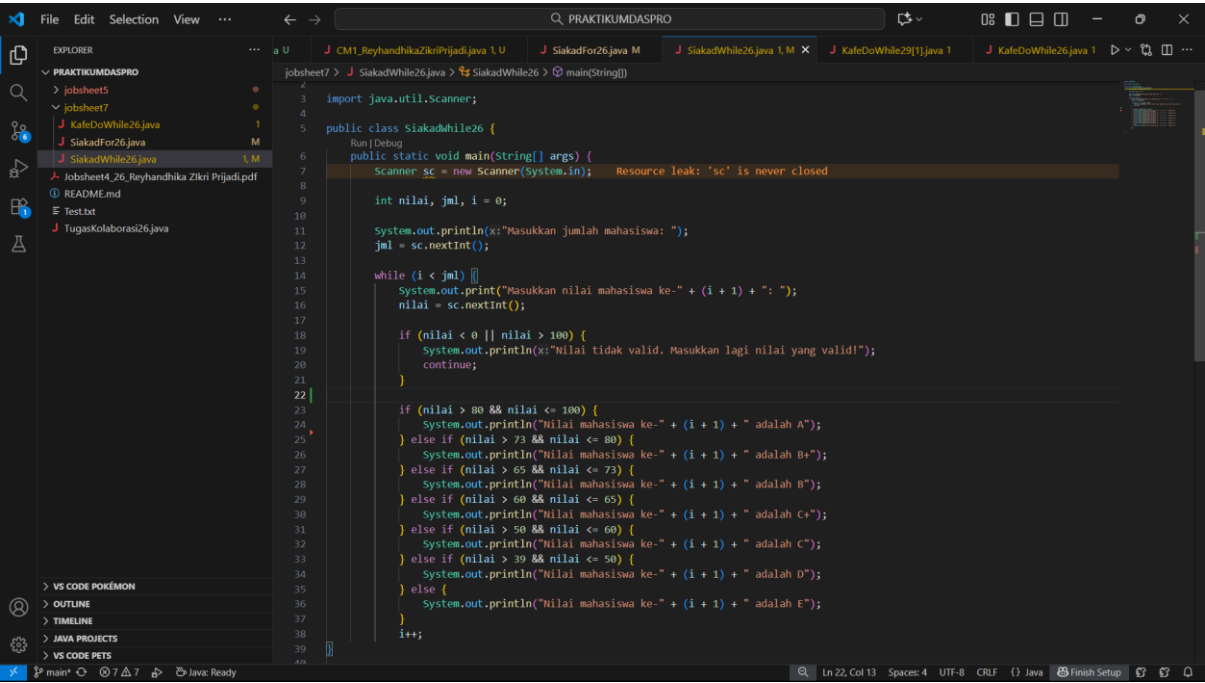 File Edit Selection View ... PRAKTIKUMDASPRO
EXPLORER
PRAKTIKUMDASPRO
jobsheet5
jobsheet7
KafeDoWhile26.java 1
SiakadFor26.java M
SiakadWhile26.java 1, M
Jobsheet4_26_Reyhandhika ZIkri Prijadi.pdf
README.md
Test.txt
TugasKolaborasi26.java
VS CODE POKÉMON
OUTLINE
TIMELINE
JAVA PROJECTS
VS CODE PETS
a U J CM1_ReyhandhikaZikriPrijadi.java 1, U J SiakadFor26.java M J SiakadWhile26.java 1, M J KafeDoWhile29[1].java 1 J KafeDoWhile26.java 1
jobsheet7 > J SiakadWhile26.java > SiakadWhile26 > main(String[])
2
3 import java.util.Scanner;
4
5 public class SiakadWhile26 {
Run | Debug
6 public static void main(String[] args) {
7 Scanner sc = new Scanner(System.in); Resource leak: 'sc' is never closed
8
9 int nilai, jml, i = 0;
10
11 System.out.println(x:"Masukkan jumlah mahasiswa: ");
12 jml = sc.nextInt();
13
14 while (i < jml) {
15 System.out.print("Masukkan nilai mahasiswa ke-" + (i + 1) + ": ");
16 nilai = sc.nextInt();
17
18 if (nilai < 0 || nilai > 100) {
19 System.out.println(x:"Nilai tidak valid. Masukkan lagi nilai yang valid!");
20 continue;
21 }
22
23 if (nilai > 80 && nilai <= 100) {
24 System.out.println("Nilai mahasiswa ke-" + (i + 1) + " adalah A");
25 } else if (nilai > 73 && nilai <= 80) {
26 System.out.println("Nilai mahasiswa ke-" + (i + 1) + " adalah B+");
27 } else if (nilai > 65 && nilai <= 73) {
28 System.out.println("Nilai mahasiswa ke-" + (i + 1) + " adalah B");
29 } else if (nilai > 60 && nilai <= 65) {
30 System.out.println("Nilai mahasiswa ke-" + (i + 1) + " adalah C+");
31 } else if (nilai > 50 && nilai <= 60) {
32 System.out.println("Nilai mahasiswa ke-" + (i + 1) + " adalah C");
33 } else if (nilai > 39 && nilai <= 50) {
34 System.out.println("Nilai mahasiswa ke-" + (i + 1) + " adalah D");
35 } else {
36 System.out.println("Nilai mahasiswa ke-" + (i + 1) + " adalah E");
37 }
38 i++;
39 }
40
main* 7 7 Java: Ready Ln 22, Col 13 Spaces: 4 UTF-8 CRLF {} Java Finish Setup